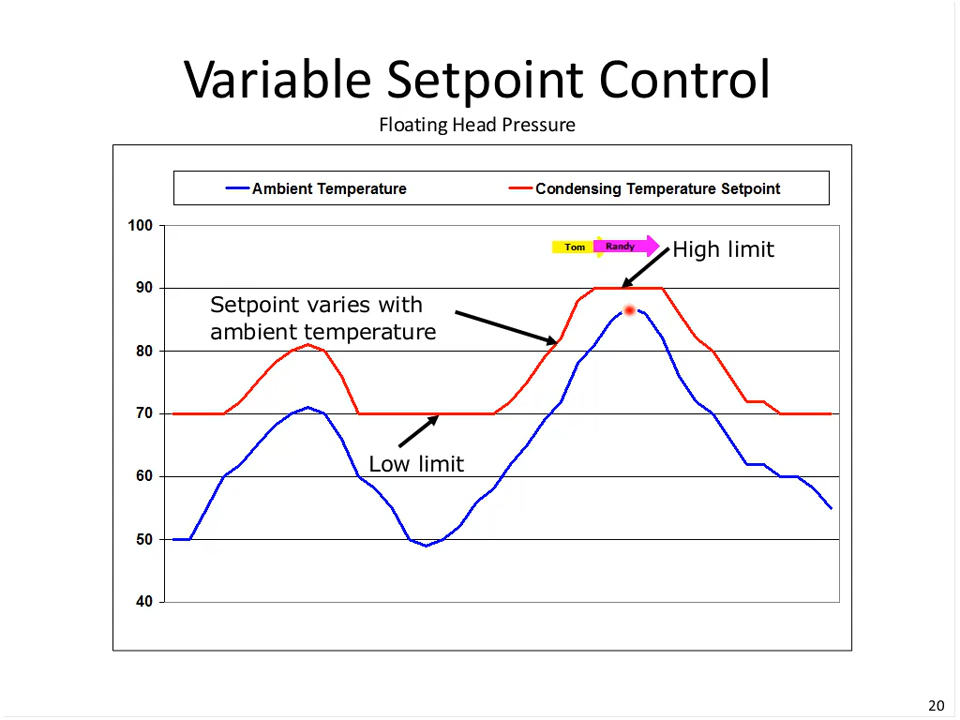 Variable Setpoint Control
Floating Head Pressure
Ambient Temperature
Condensing Temperature Setpoint
100
90
80
70
60
50
40
Tom
Randy
High limit
Setpoint varies with
ambient temperature
Low limit
20